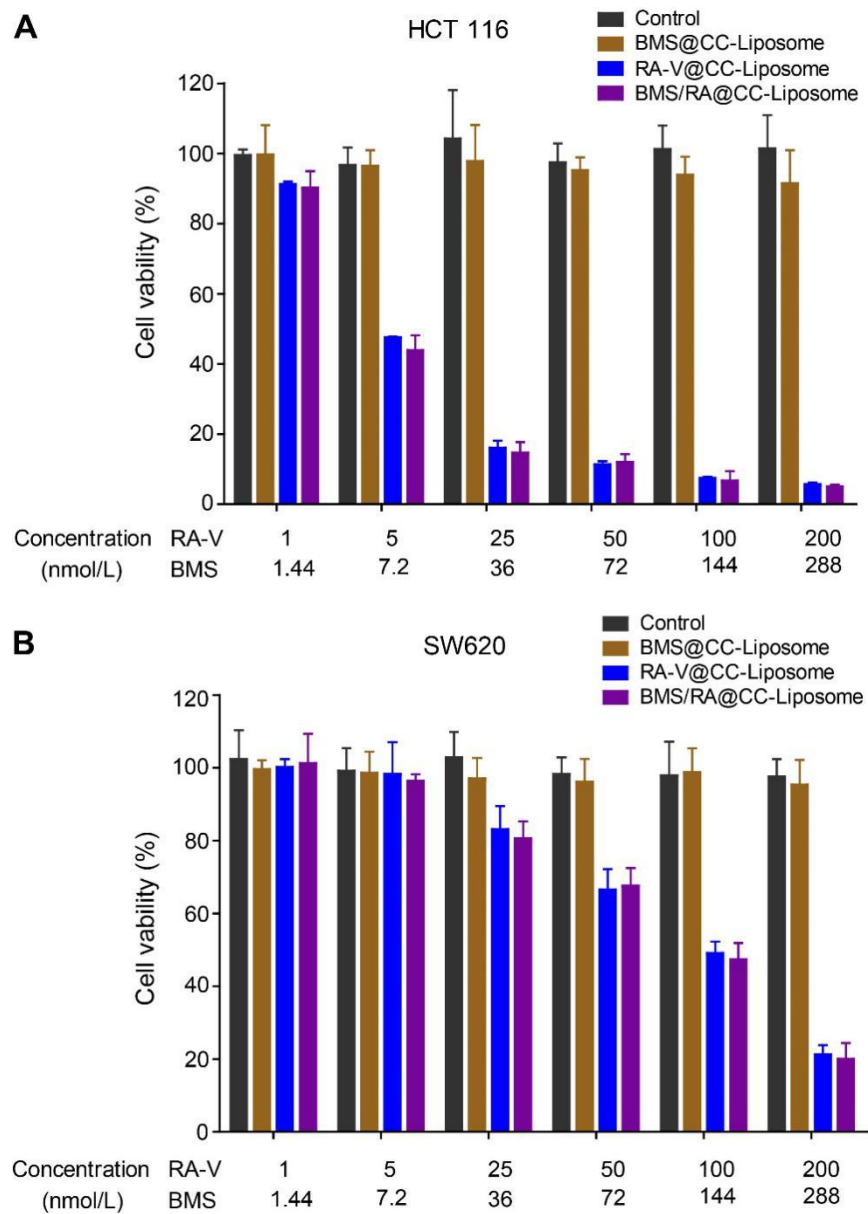 A
HCT 116
Control
BMS@CC-Liposome
RA-V@CC-Liposome
BMS/RA@CC-Liposome
Cell vability (%)
120
100
80
60
40
20
0
Concentration RA-V 1 5 25 50 100 200
(nmol/L) BMS 1.44 7.2 36 72 144 288
B
SW620
Control
BMS@CC-Liposome
RA-V@CC-Liposome
BMS/RA@CC-Liposome
Cell vability (%)
120
100
80
60
40
20
0
Concentration RA-V 1 5 25 50 100 200
(nmol/L) BMS 1.44 7.2 36 72 144 288